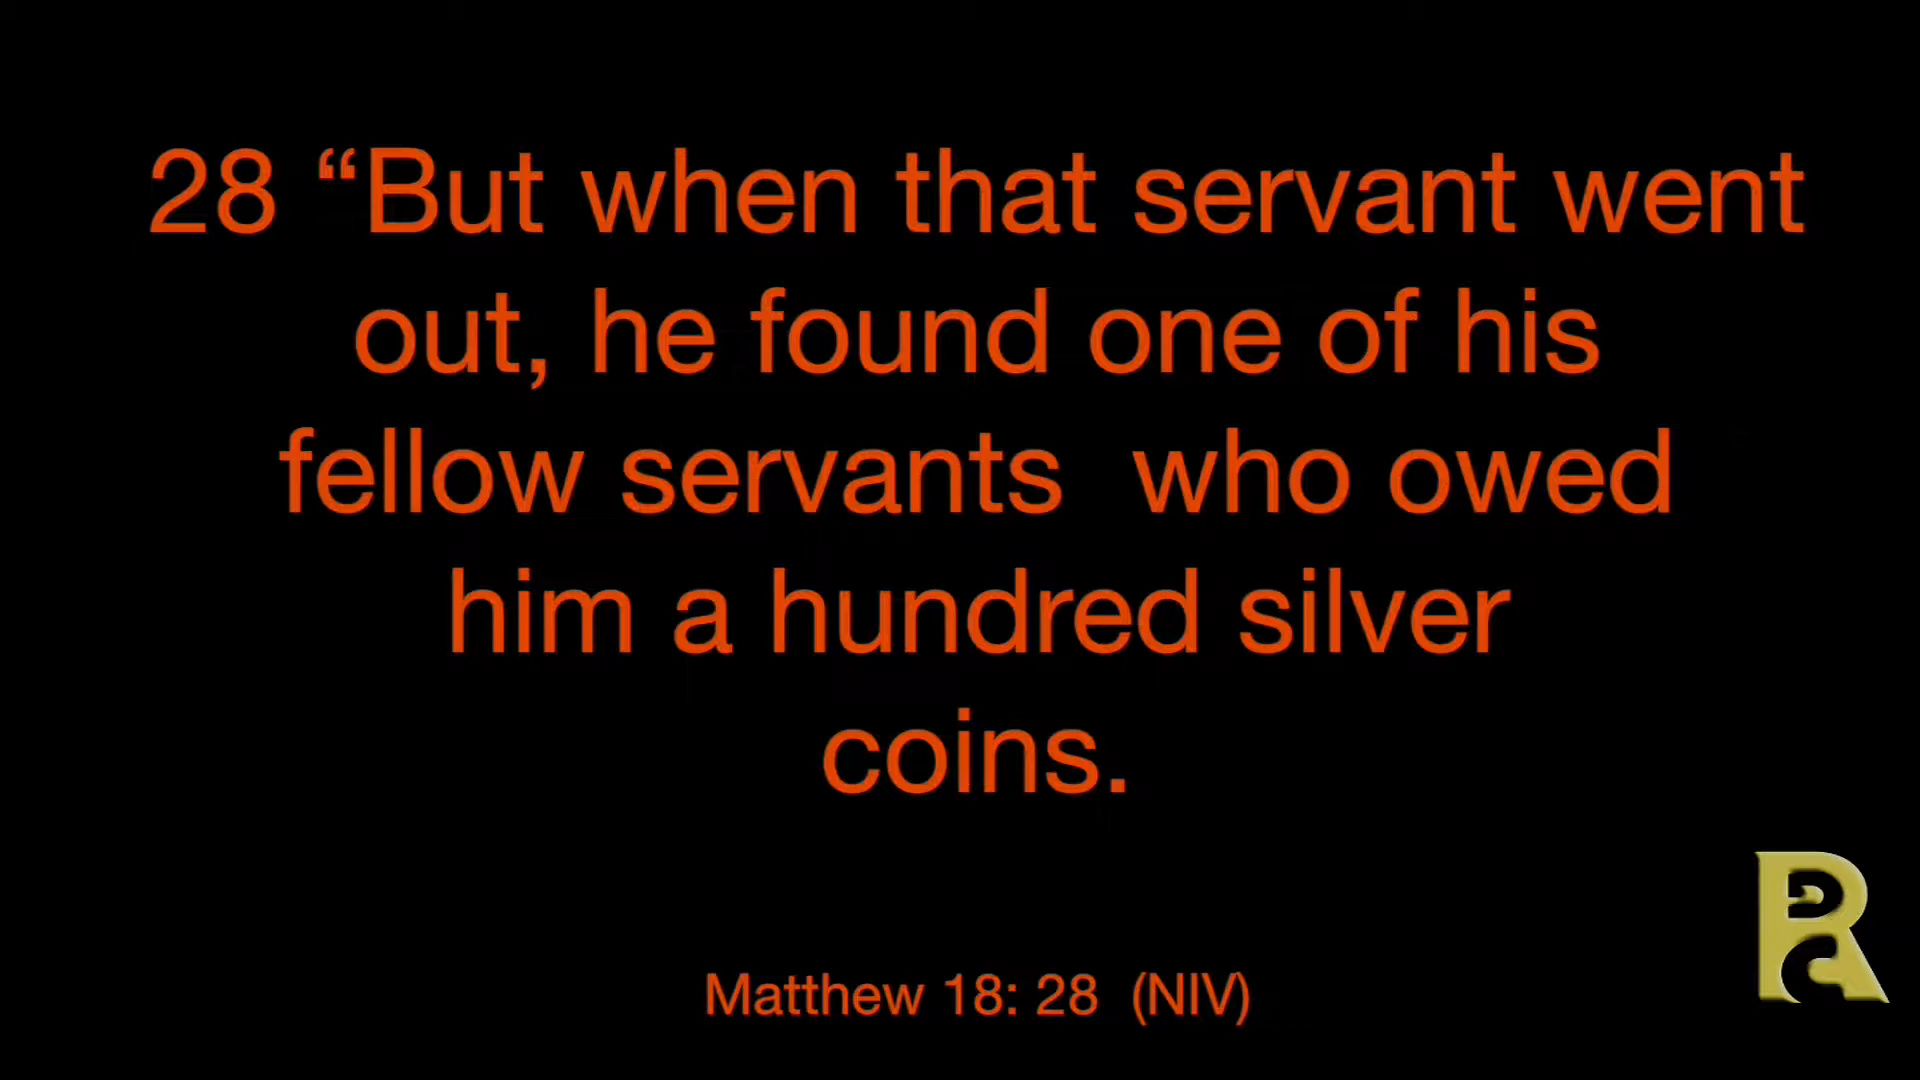 28 “But when that servant went
out, he found one of his
fellow servants  who owed
him a hundred silver
coins.
Matthew 18: 28  (NIV)